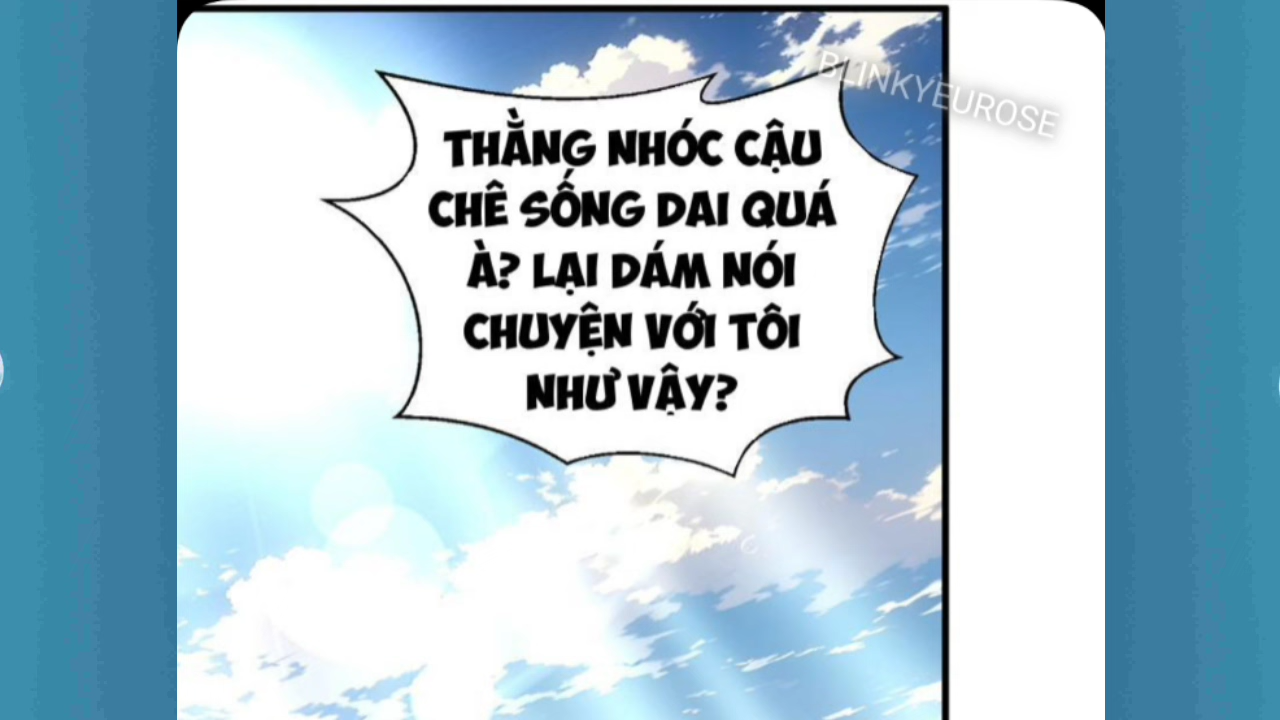 BLINKYEUROSE
THẰNG NHÓC CẬU
CHÊ SỐNG DAI QUÁ
À? LẠI DÁM NÓI
CHUYỆN VỚI TÔI
NHƯ VẬY?